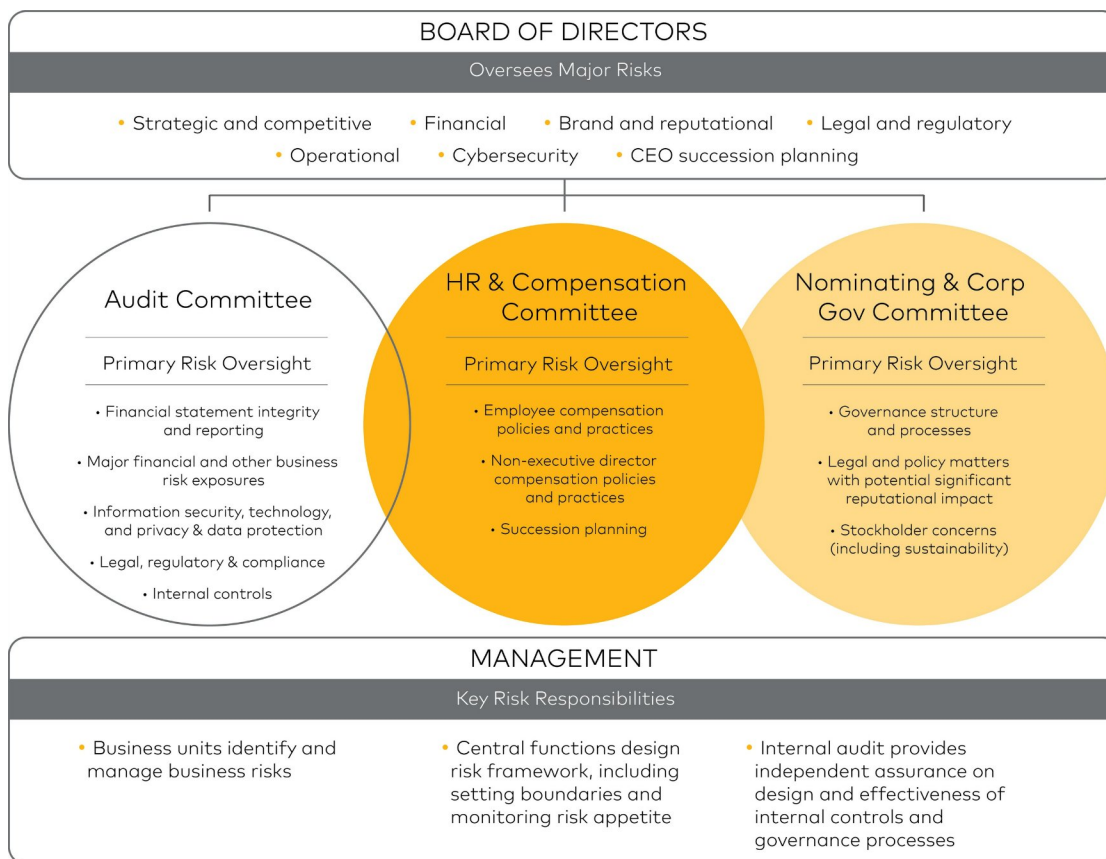 BOARD OF DIRECTORS
Oversees Major Risks
• Strategic and competitive • Financial • Brand and reputational • Legal and regulatory
• Operational • Cybersecurity • CEO succession planning
Audit Committee
Primary Risk Oversight
• Financial statement integrity
and reporting
• Major financial and other business
risk exposures
• Information security, technology,
and privacy & data protection
• Legal, regulatory & compliance
• Internal controls
HR & Compensation
Committee
Primary Risk Oversight
• Employee compensation
policies and practices
• Non-executive director
compensation policies
and practices
• Succession planning
Nominating & Corp
Gov Committee
Primary Risk Oversight
• Governance structure
and processes
• Legal and policy matters
with potential significant
reputational impact
• Stockholder concerns
(including sustainability)
MANAGEMENT
Key Risk Responsibilities
• Business units identify and
manage business risks
• Central functions design
risk framework, including
setting boundaries and
monitoring risk appetite
• Internal audit provides
independent assurance on
design and effectiveness of
internal controls and
governance processes